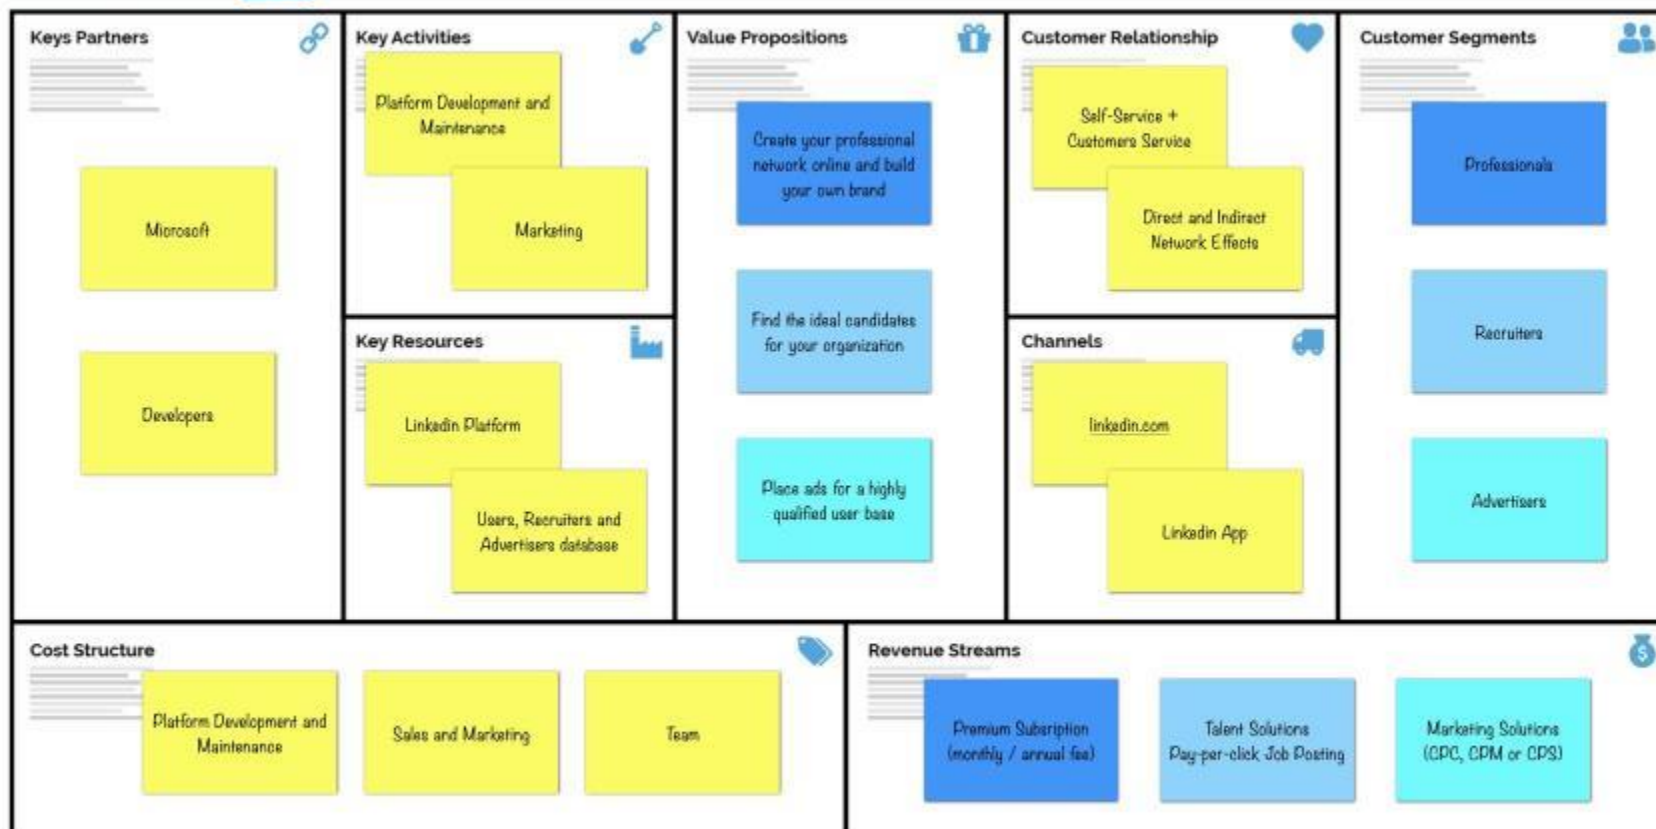 Keys Partners
Microsoft
Developers
Key Activities
Platform Development and
Maintenance
Marketing
Key Resources
Linkedin Platform
Users, Recruiters and
Advertisers database
Value Propositions
Create your professional
network online and build
your own brand
Find the ideal candidates
for your organization
Place ads for a highly
qualified user base
Customer Relationship
Self-Service +
Customers Service
Direct and Indirect
Network Effects
Channels
linkedin.com
Linkedin App
Customer Segments
Professionals
Recruiters
Advertisers
Cost Structure
Platform Development and
Maintenance
Sales and Marketing
Team
Revenue Streams
Premium Subsription
(monthly / annual fee)
Talent Solutions
Pay-per-click Job Posting
Marketing Solutions
(CPC, CPM or CPS)